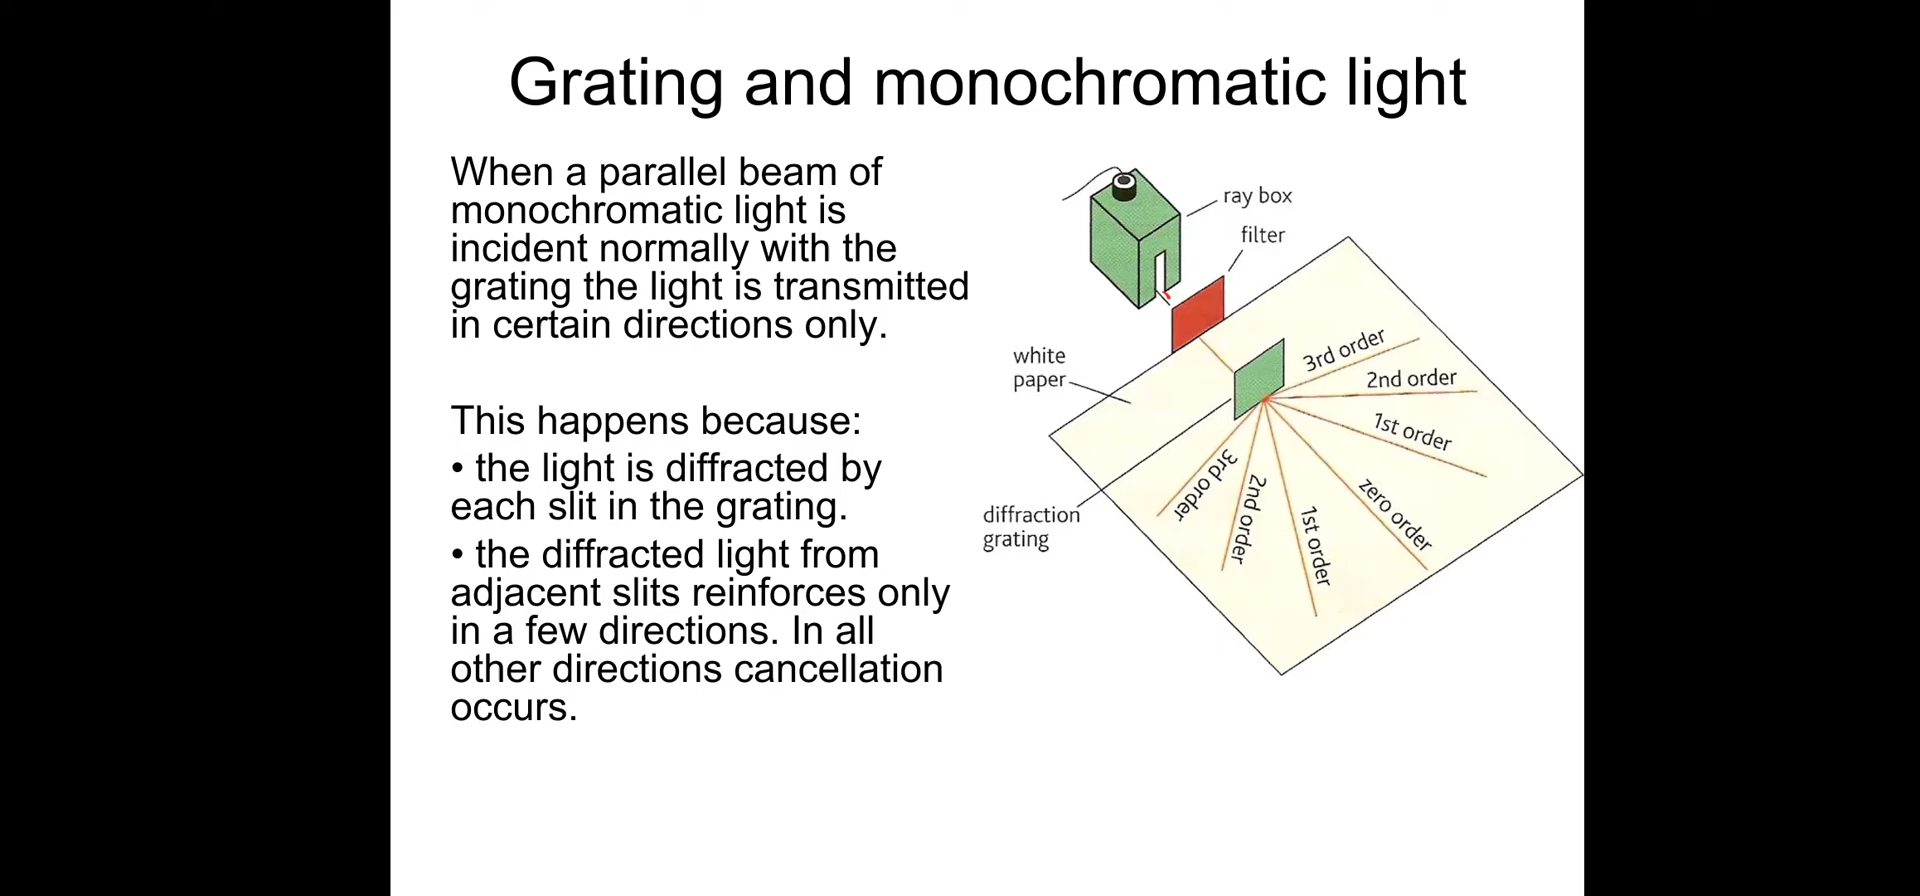 Grating and monochromatic light
When a parallel beam of
monochromatic light is
incident normally with the
grating the light is transmitted
in certain directions only.
This happens because:
• the light is diffracted by
each slit in the grating.
• the diffracted light from
adjacent slits reinforces only
in a few directions. In all
other directions cancellation
occurs.
ray box
filter
white
paper
3rd order
2nd order
1st order
zero order
1st order
2nd order
3rd order
diffraction
grating